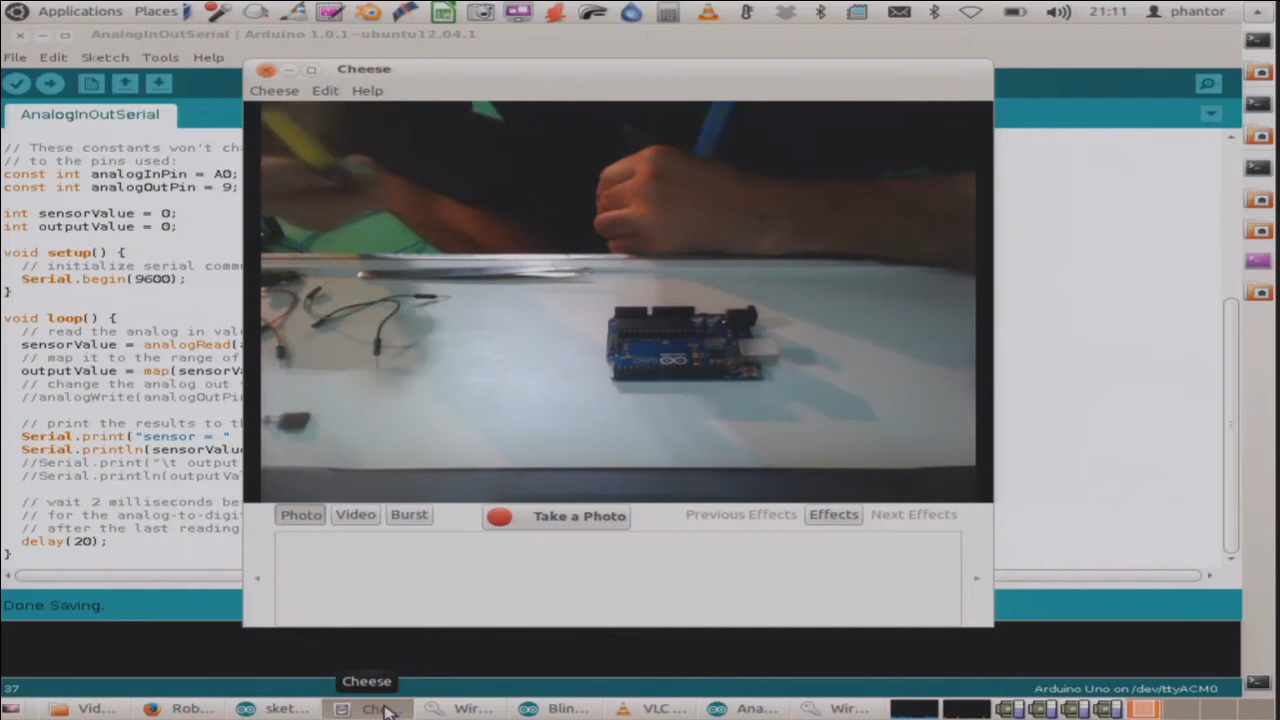 Applications Places
21:11 phantor
AnalogInOutSerial | Arduino 1.0.1-ubuntu12.04.1
File Edit Sketch Tools Help
Cheese
Cheese Edit Help
AnalogInOutSerial
// These constants won't ch
// to the pins used:
const int analogInPin = A0;
const int analogOutPin = 9;
int sensorValue = 0;
int outputValue = 0;
void setup() {
// initialize serial comm
Serial.begin(9600);
}
void loop() {
// read the analog in val
sensorValue = analogRead(
// map it to the range of
outputValue = map(sensorV
// change the analog out
//analogWrite(analogOutPi
// print the results to t
Serial.print("sensor = "
Serial.println(sensorVal
//Serial.print("\t output
//Serial.println(outputVa
// wait 2 milliseconds be
// for the analog-to-digi
// after the last reading
delay(20);
}
Photo Video Burst Take a Photo Previous Effects Effects Next Effects
Done Saving.
Cheese
37 Arduino Uno on /dev/ttyACM0
Vid... Rob... sket... Ch... Wir... Blin... VLC ... Ana... Wir...